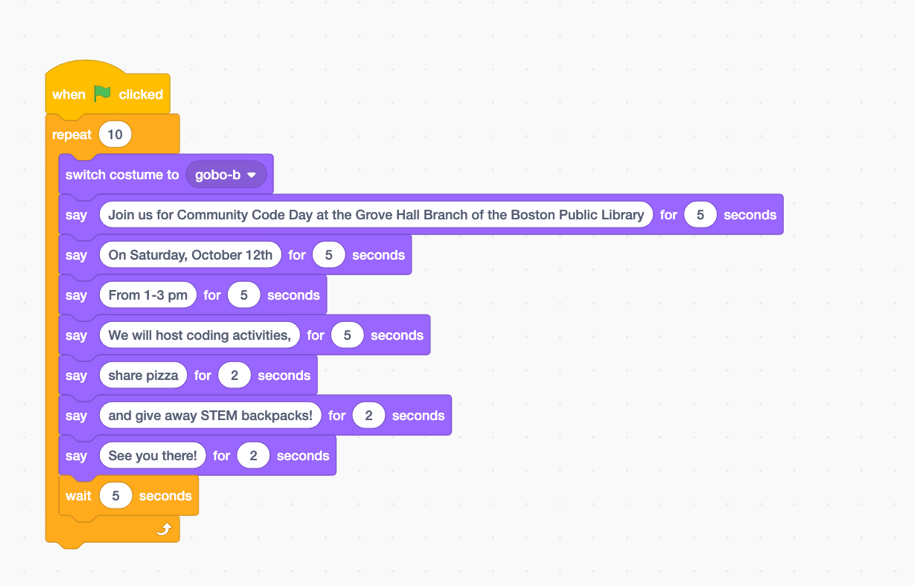 when clicked
repeat 10
switch costume to gobo-b
say Join us for Community Code Day at the Grove Hall Branch of the Boston Public Library for 5 seconds
say On Saturday, October 12th for 5 seconds
say From 1-3 pm for 5 seconds
say We will host coding activities, for 5 seconds
say share pizza for 2 seconds
say and give away STEM backpacks! for 2 seconds
say See you there! for 2 seconds
wait 5 seconds